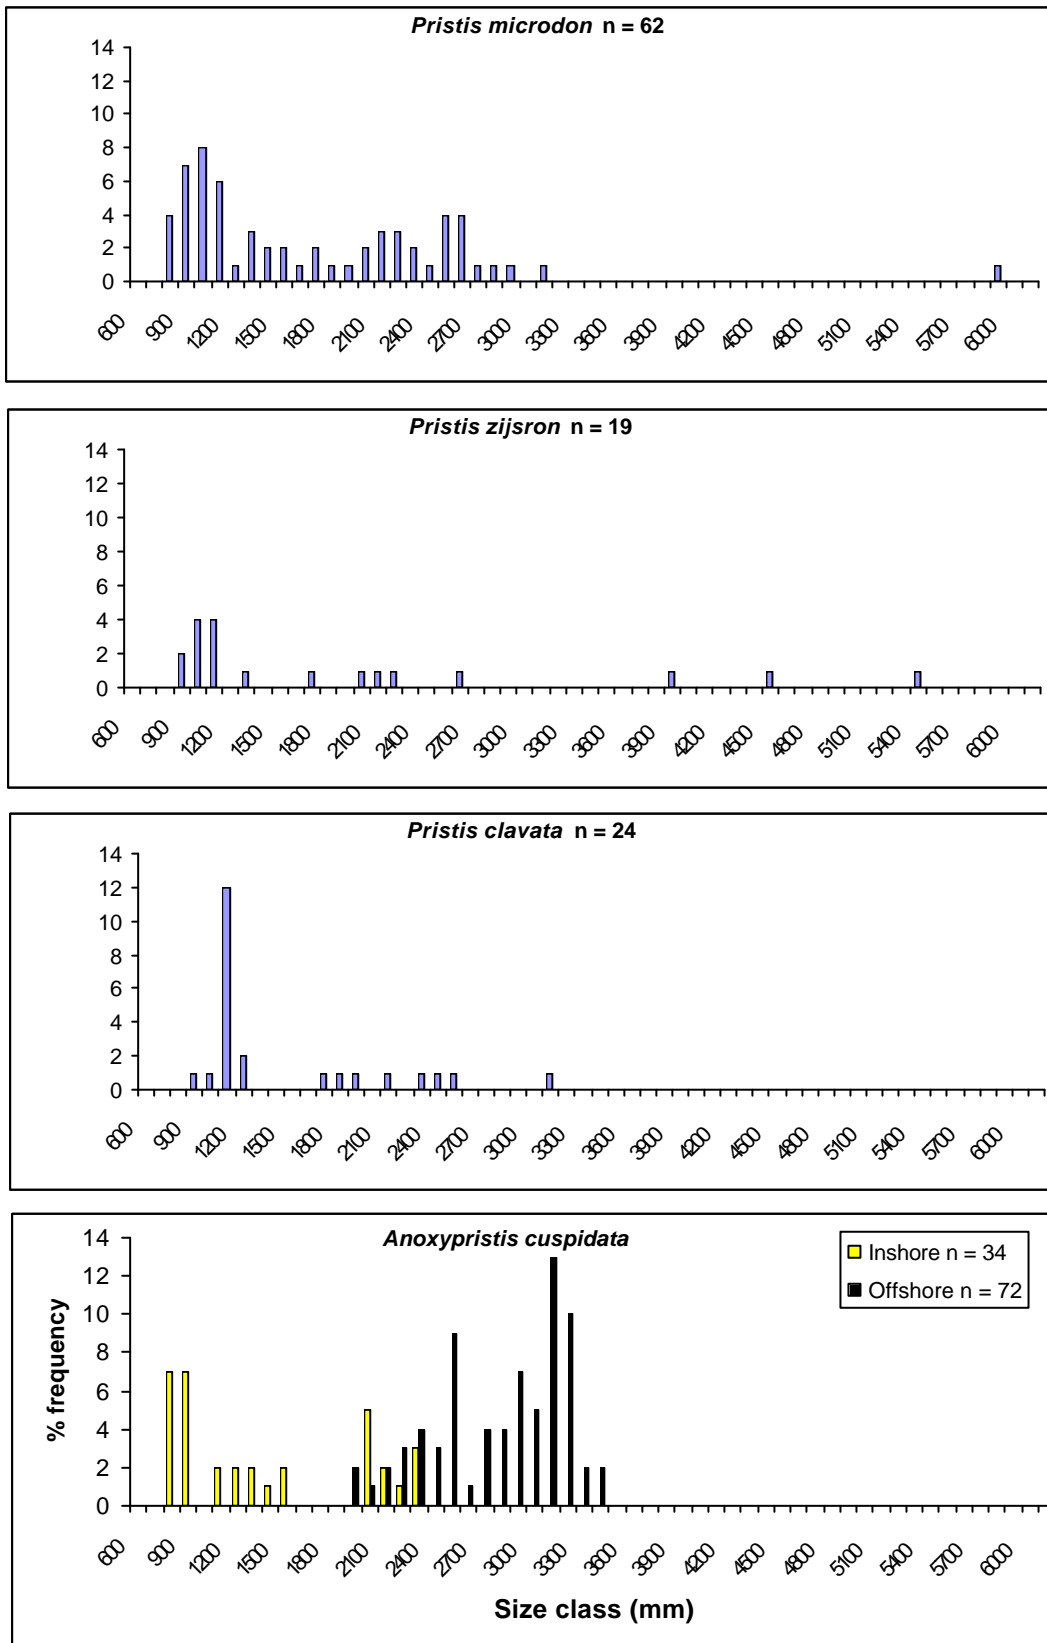 Pristis microdon n = 62
14
12
10
8
6
4
2
0
600 900 1200 1500 1800 2100 2400 2700 3000 3300 3600 3900 4200 4500 4800 5100 5400 5700 6000
Pristis zijsron n = 19
14
12
10
8
6
4
2
0
600 900 1200 1500 1800 2100 2400 2700 3000 3300 3600 3900 4200 4500 4800 5100 5400 5700 6000
Pristis clavata n = 24
14
12
10
8
6
4
2
0
600 900 1200 1500 1800 2100 2400 2700 3000 3300 3600 3900 4200 4500 4800 5100 5400 5700 6000
Anoxypristis cuspidata
Inshore n = 34
Offshore n = 72
% frequency
14
12
10
8
6
4
2
0
600 900 1200 1500 1800 2100 2400 2700 3000 3300 3600 3900 4200 4500 4800 5100 5400 5700 6000
Size class (mm)